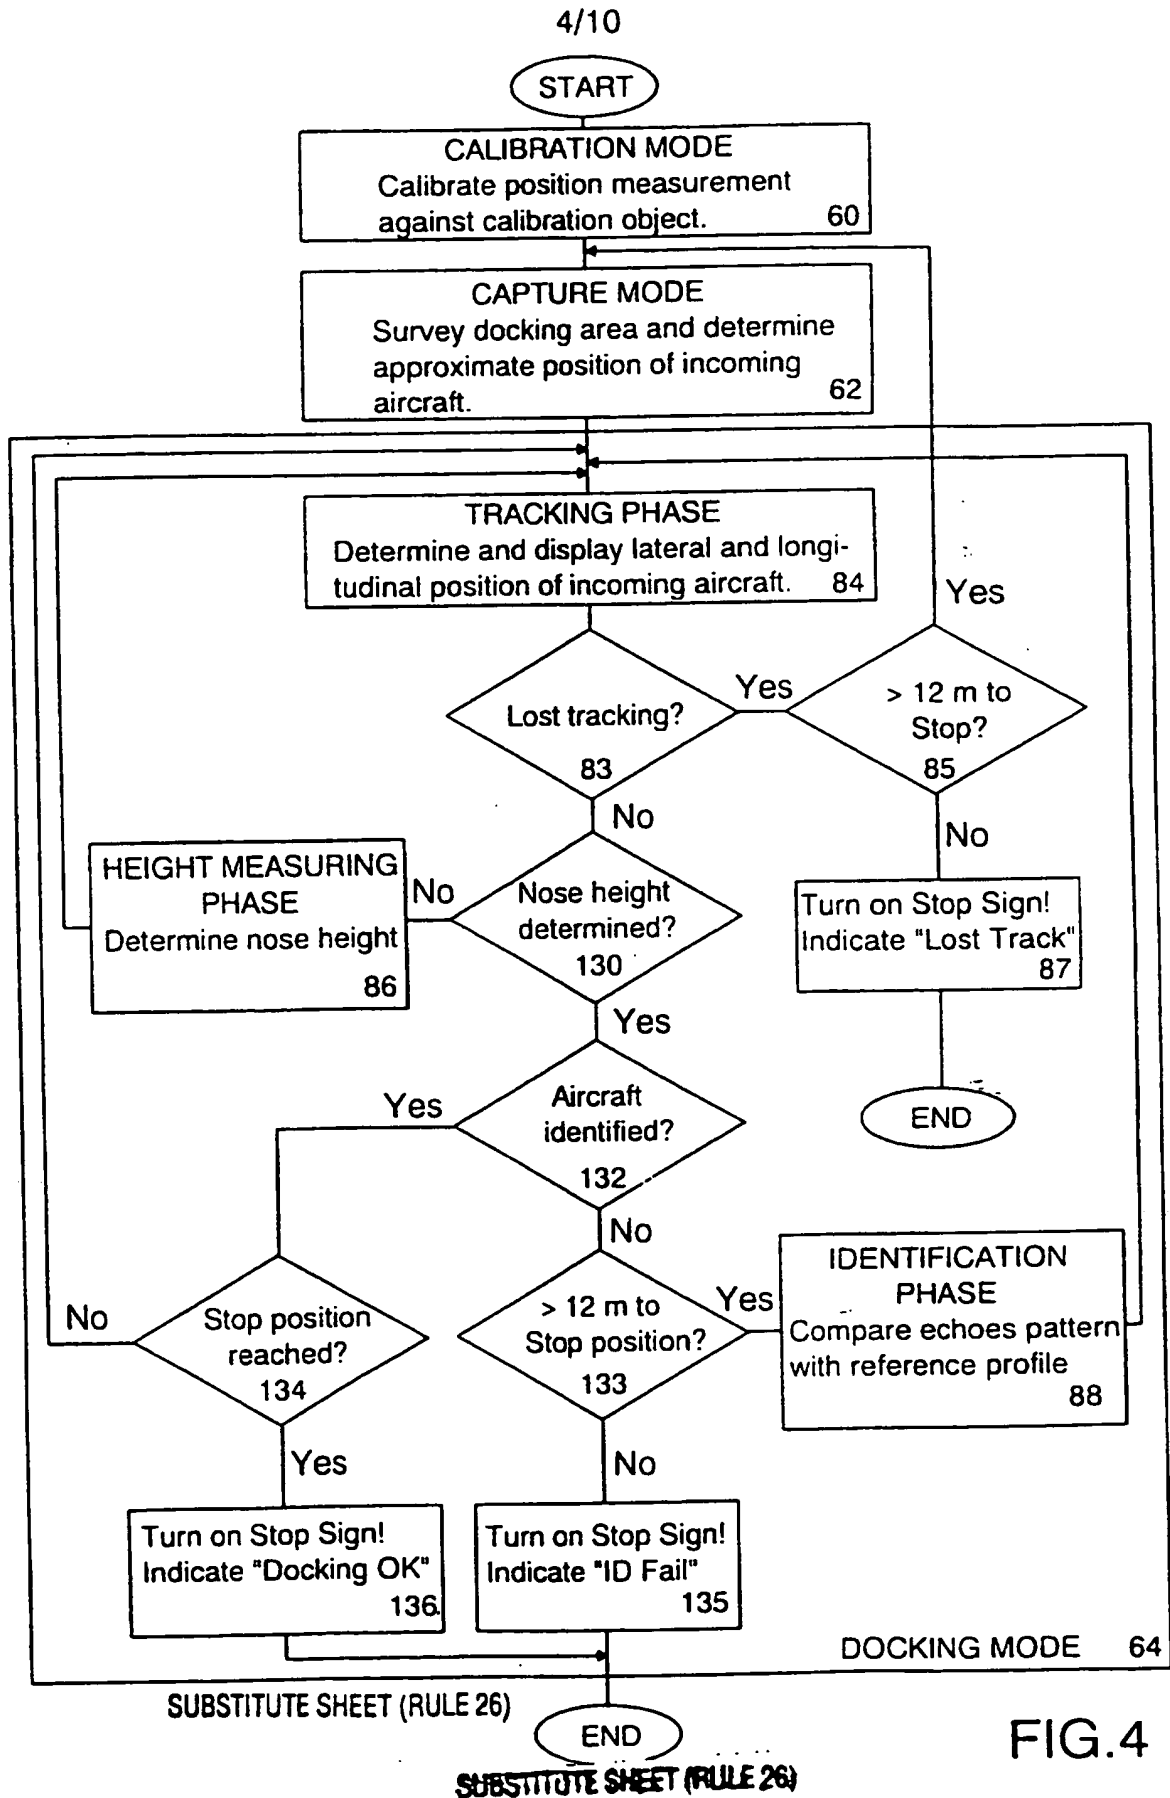 4/10
START
CALIBRATION MODE
Calibrate position measurement
against calibration object.
60
CAPTURE MODE
Survey docking area and determine
approximate position of incoming
aircraft.
62
TRACKING PHASE
Determine and display lateral and longi-
tudinal position of incoming aircraft.
84
Yes
Lost tracking?
83
Yes
> 12 m to
Stop?
85
No
No
HEIGHT MEASURING
PHASE
Determine nose height
86
No
Nose height
determined?
130
Turn on Stop Sign!
Indicate "Lost Track"
87
Yes
END
Yes
Aircraft
identified?
132
No
No
Stop position
reached?
134
> 12 m to
Stop position?
133
Yes
IDENTIFICATION
PHASE
Compare echoes pattern
with reference profile
88
Yes
No
Turn on Stop Sign!
Indicate "Docking OK"
136
Turn on Stop Sign!
Indicate "ID Fail"
135
DOCKING MODE 64
SUBSTITUTE SHEET (RULE 26)
END
FIG.4
SUBSTITUTE SHEET (RULE 26)